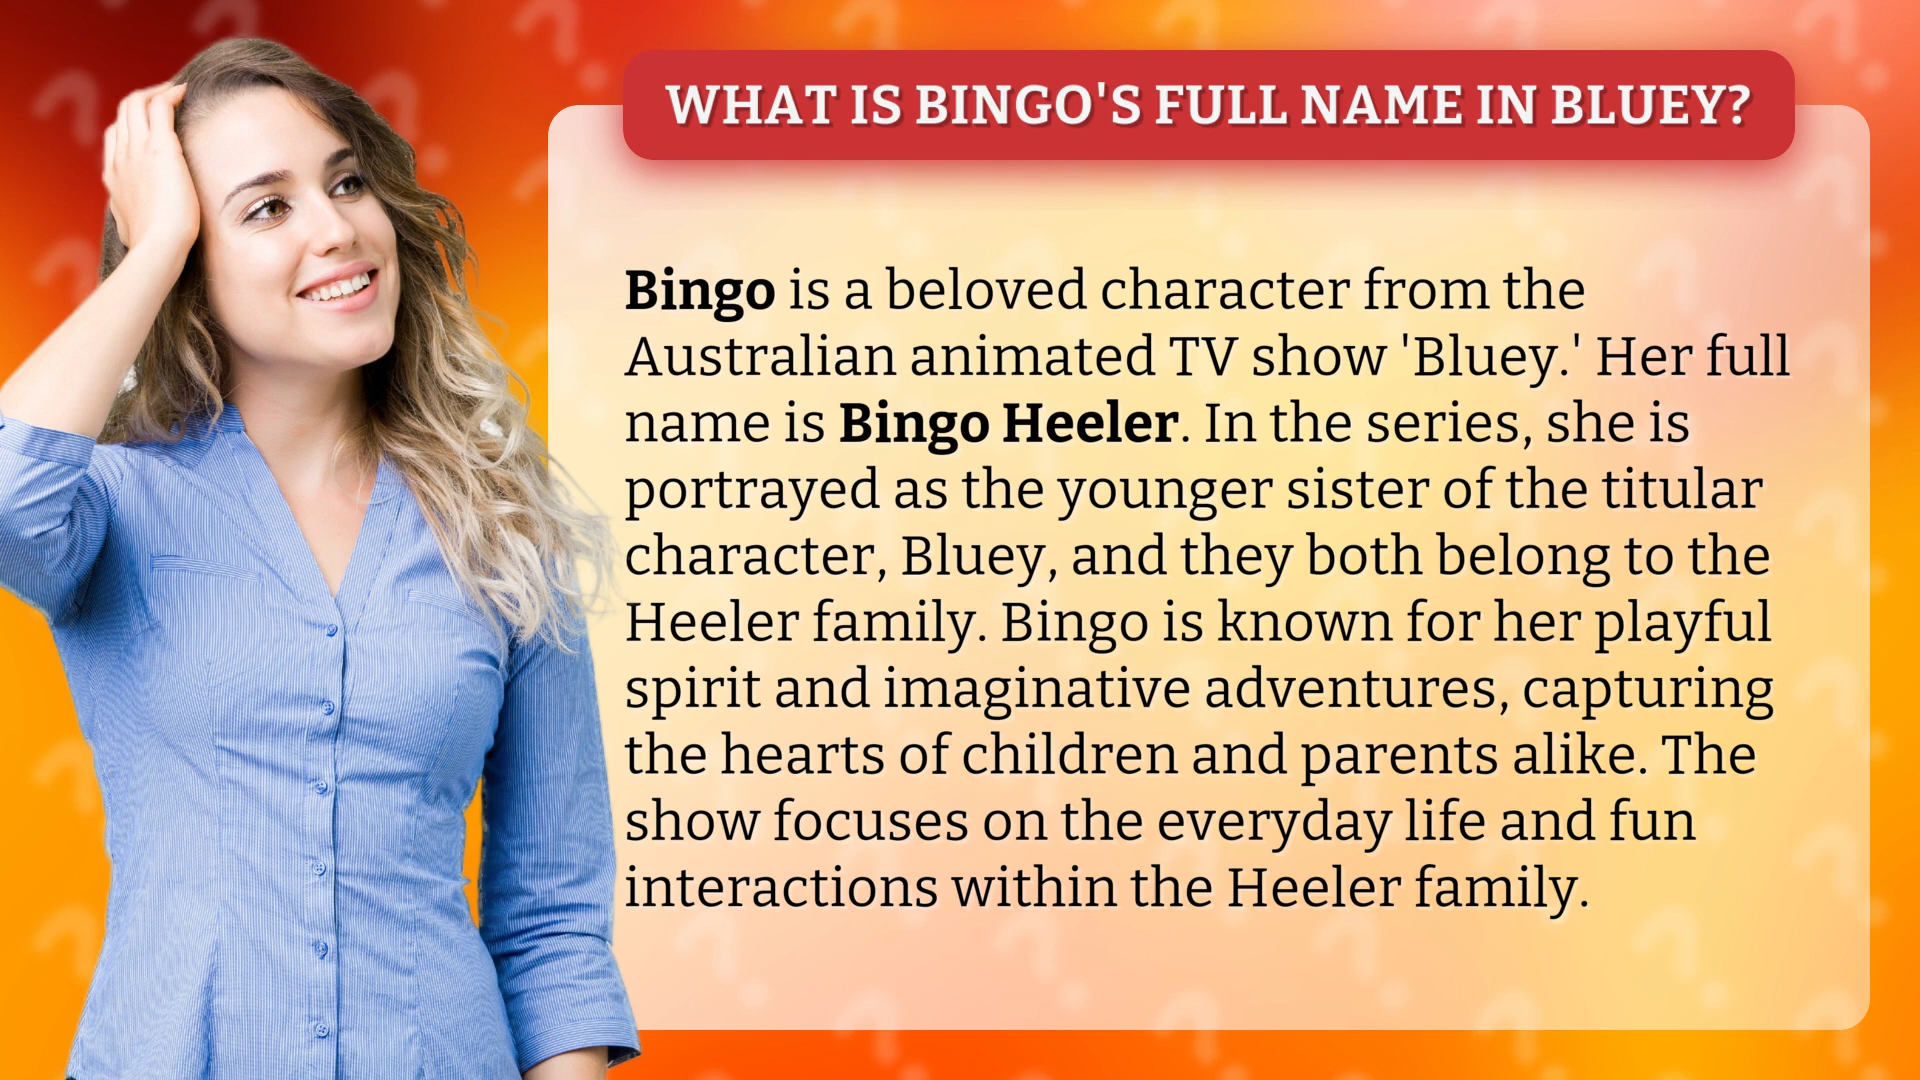 WHAT IS BINGO'S FULL NAME IN BLUEY?
Bingo is a beloved character from the
Australian animated TV show 'Bluey.' Her full
name is Bingo Heeler. In the series, she is
portrayed as the younger sister of the titular
character, Bluey, and they both belong to the
Heeler family. Bingo is known for her playful
spirit and imaginative adventures, capturing
the hearts of children and parents alike. The
show focuses on the everyday life and fun
interactions within the Heeler family.